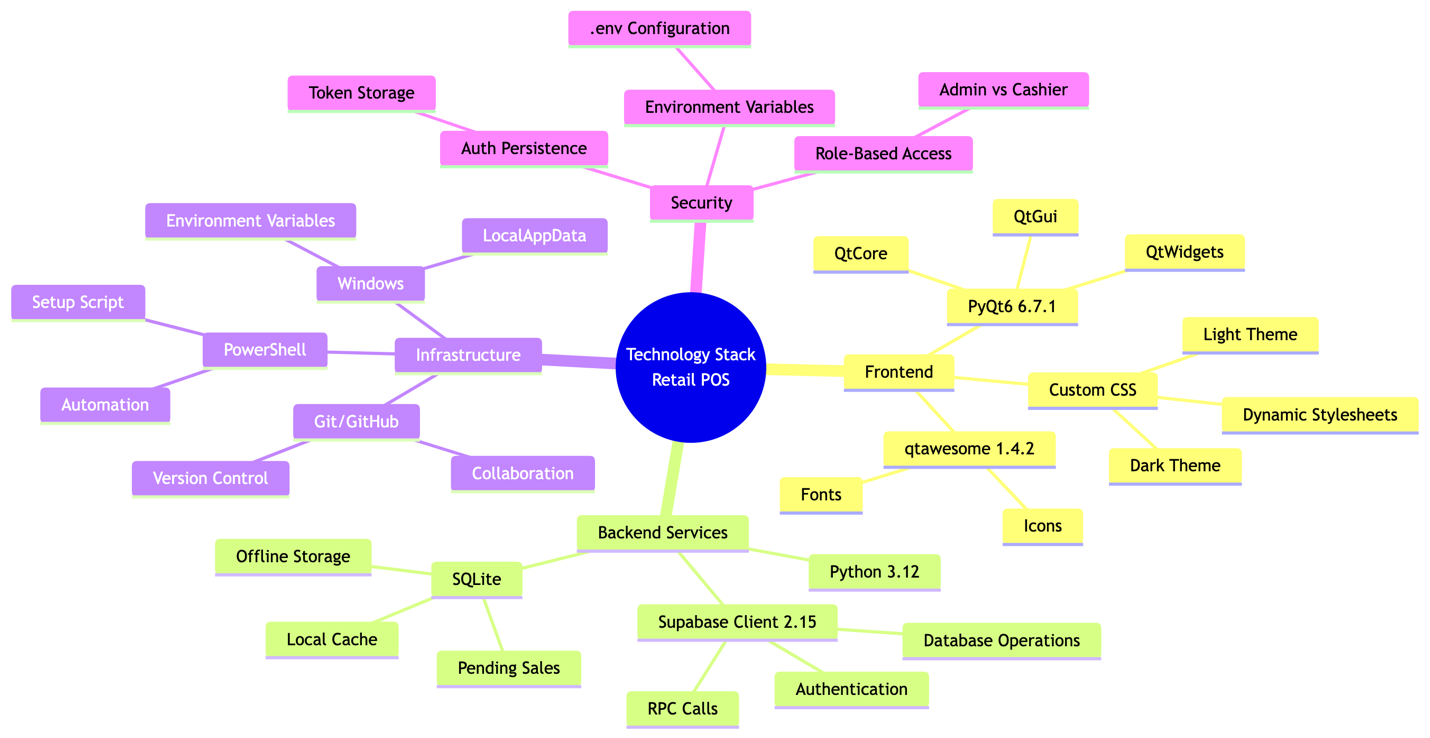 .env Configuration
Token Storage
Admin vs Cashier
Environment Variables
Auth Persistence
Role-Based Access
Security
Environment Variables
LocalAppData
Windows
Setup Script
PowerShell
Automation
Infrastructure
Git/GitHub
Version Control
Collaboration
Technology Stack
Retail POS
QtGui
QtCore
QtWidgets
PyQt6 6.7.1
Frontend
Light Theme
Custom CSS
Dynamic Stylesheets
Dark Theme
qtawesome 1.4.2
Fonts
Icons
Backend Services
Offline Storage
SQLite
Python 3.12
Local Cache
Pending Sales
Supabase Client 2.15
Database Operations
Authentication
RPC Calls